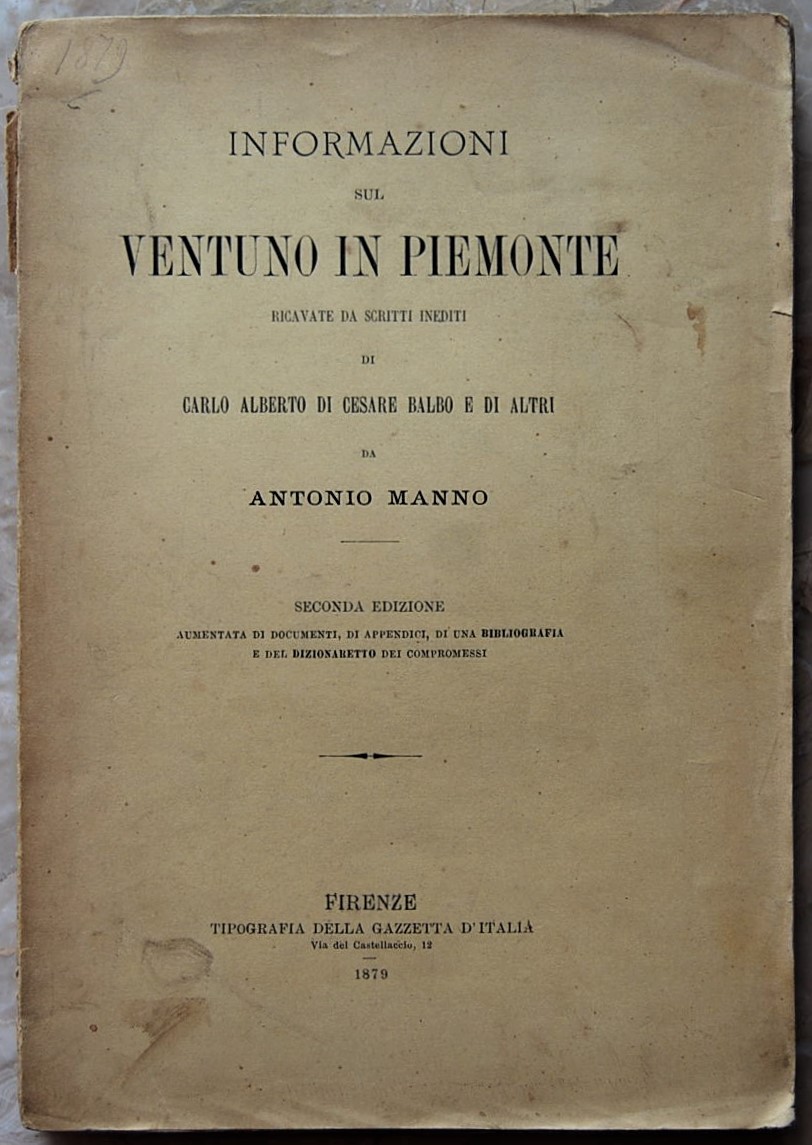 1879
INFORMAZIONI
SUL
VENTUNO IN PIEMONTE
RICAVATE DA SCRITTI INEDITI
DI
CARLO ALBERTO DI CESARE BALBO E DI ALTRI
DA
ANTONIO MANNO
SECONDA EDIZIONE
AUMENTATA DI DOCUMENTI, DI APPENDICI, DI UNA BIBLIOGRAFIA
E DEL DIZIONARETTO DEI COMPROMESSI
FIRENZE
TIPOGRAFIA DELLA GAZZETTA D'ITALIA
Via del Castellaccio, 12
1879